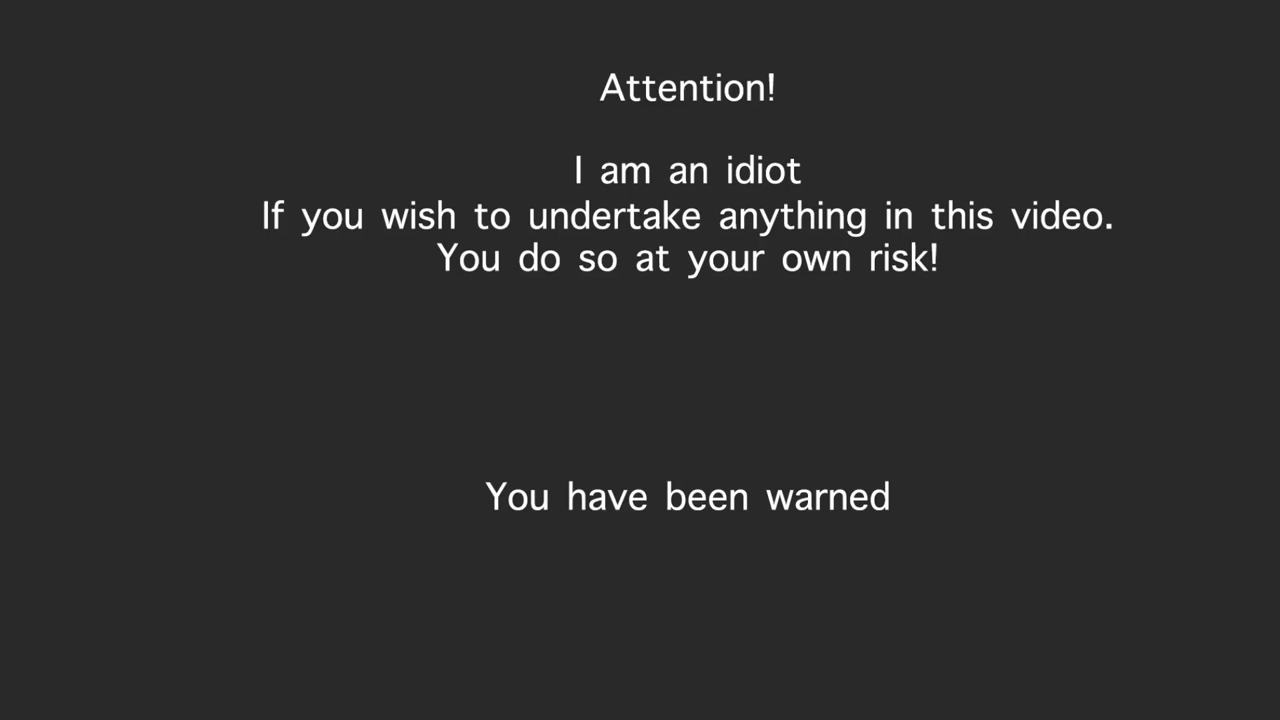 Attention!
I am an idiot
If you wish to undertake anything in this video.
You do so at your own risk!
You have been warned